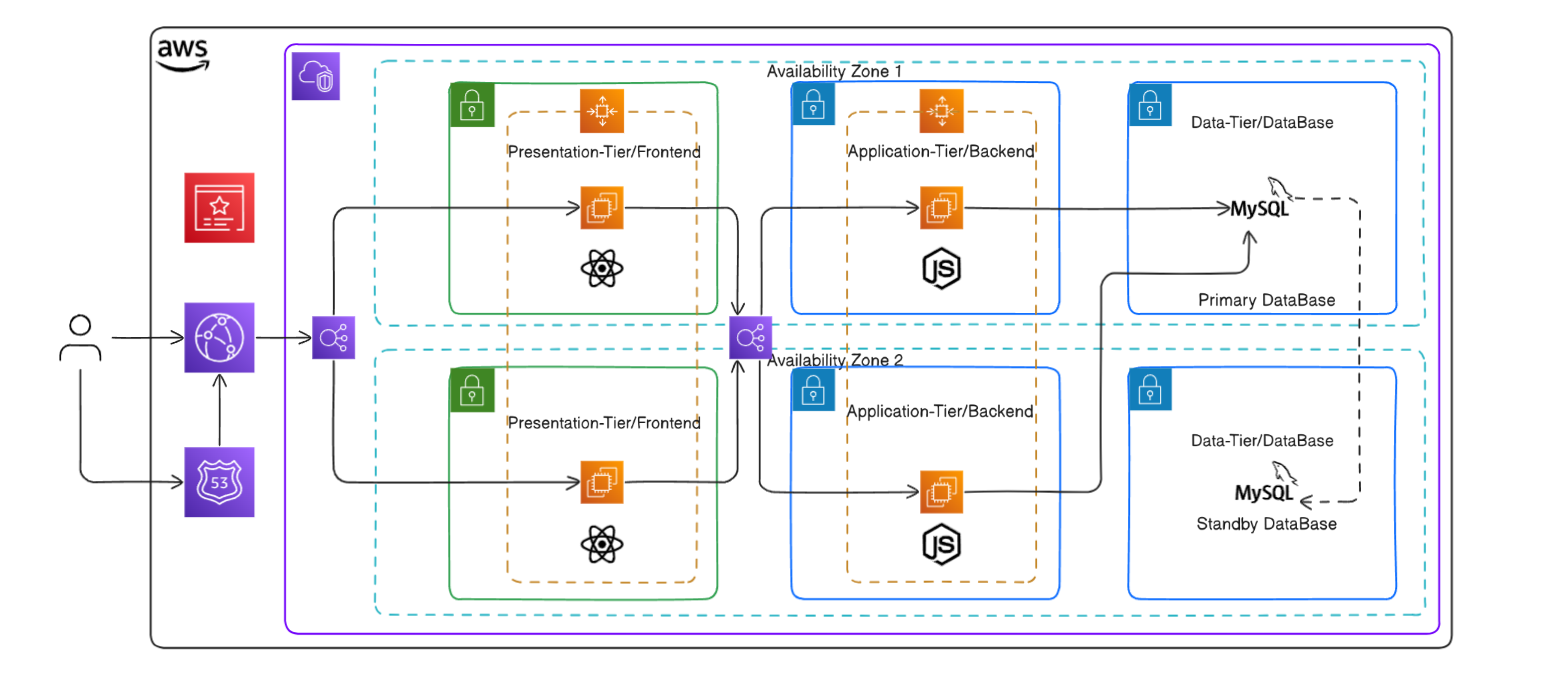 aws
Availability Zone 1
Presentation-Tier/Frontend
Application-Tier/Backend
Data-Tier/DataBase
MySQL
JS
Primary DataBase
Availability Zone 2
Presentation-Tier/Frontend
Application-Tier/Backend
Data-Tier/DataBase
53
MySQL
Standby DataBase
JS